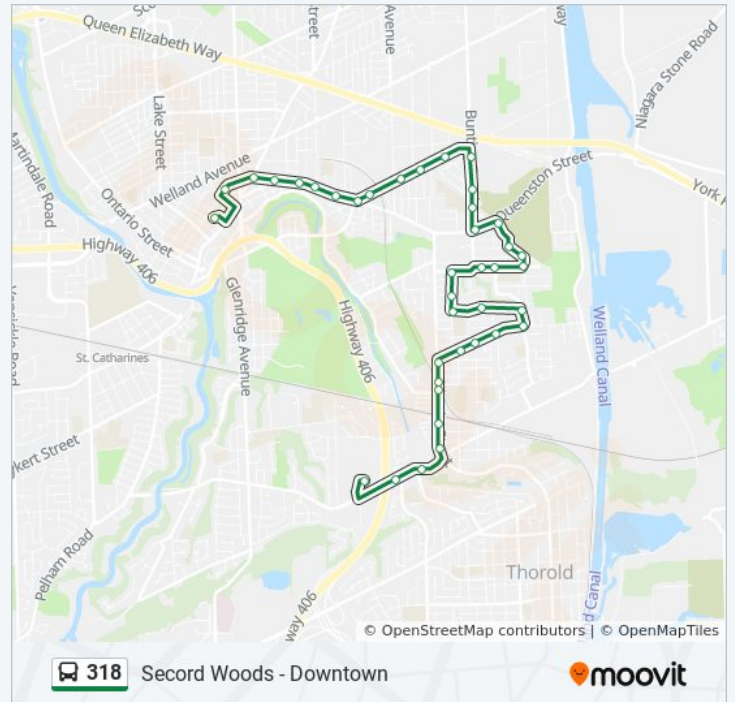 Queen Elizabeth Way
Avenue
Lake Street
Welland Avenue
Martindale Road
Ontario Street
Queenston Street
Niagara Stone Road
York R
Highway 406
Glenridge Avenue
Highway 406
Welland Canal
St. Catharines
Pelham Road
Thorold
way 406
© OpenStreetMap contributors | © OpenMapTiles
318 Secord Woods - Downtown
moovit